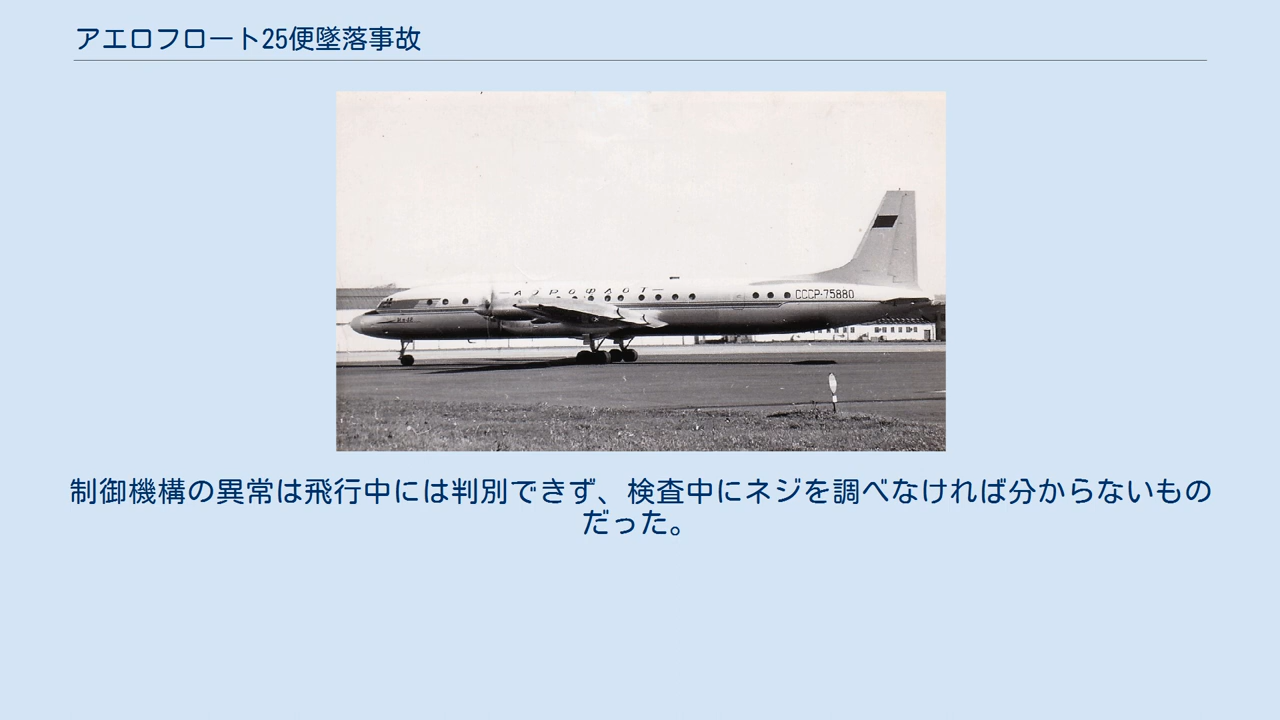 アエロフロート25便墜落事故
АЭРОФЛОТ
СССР-75880
制御機構の異常は飛行中には判別できず、検査中にネジを調べなければ分からないもの
だった。